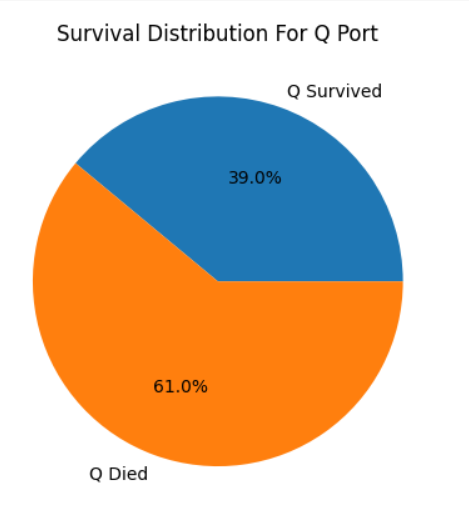 Survival Distribution For Q Port
Q Survived
39.0%
61.0%
Q Died